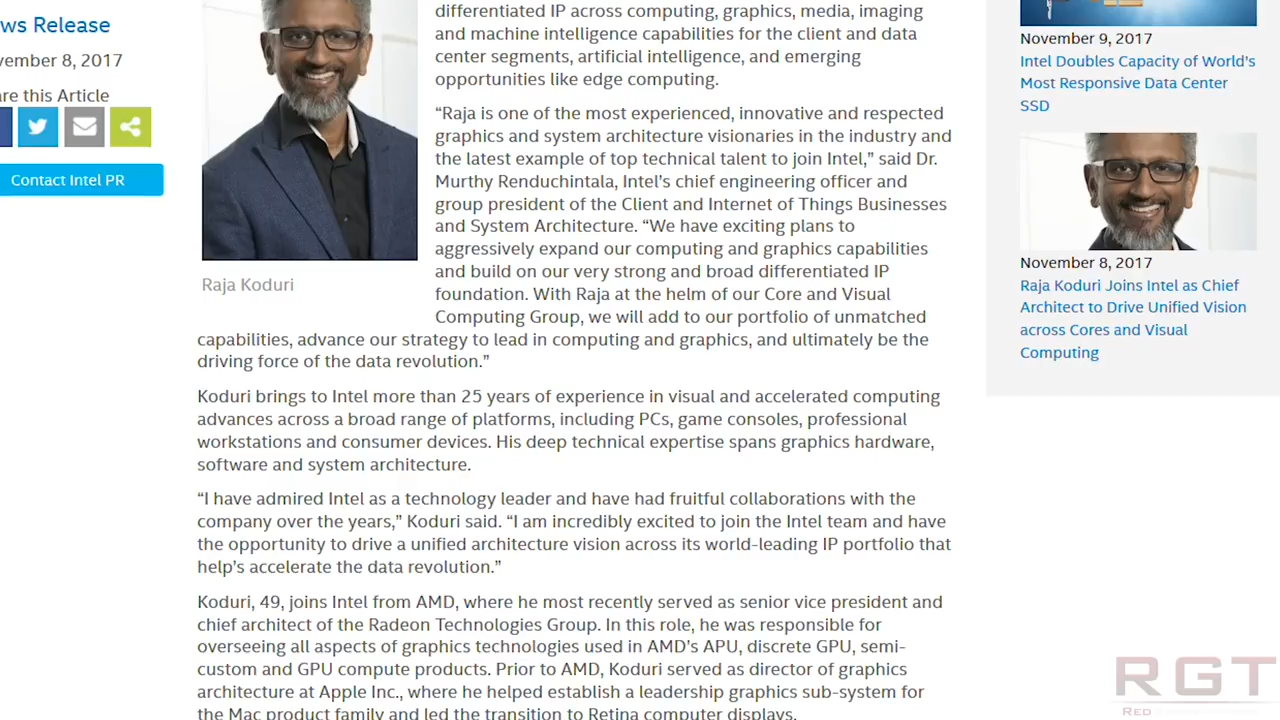 ws Release
vember 8, 2017
are this Article
Contact Intel PR
Raja Koduri
differentiated IP across computing, graphics, media, imaging
and machine intelligence capabilities for the client and data
center segments, artificial intelligence, and emerging
opportunities like edge computing.
“Raja is one of the most experienced, innovative and respected
graphics and system architecture visionaries in the industry and
the latest example of top technical talent to join Intel,” said Dr.
Murthy Renduchintala, Intel’s chief engineering officer and
group president of the Client and Internet of Things Businesses
and System Architecture. “We have exciting plans to
aggressively expand our computing and graphics capabilities
and build on our very strong and broad differentiated IP
foundation. With Raja at the helm of our Core and Visual
Computing Group, we will add to our portfolio of unmatched
capabilities, advance our strategy to lead in computing and graphics, and ultimately be the
driving force of the data revolution.”
Koduri brings to Intel more than 25 years of experience in visual and accelerated computing
advances across a broad range of platforms, including PCs, game consoles, professional
workstations and consumer devices. His deep technical expertise spans graphics hardware,
software and system architecture.
“I have admired Intel as a technology leader and have had fruitful collaborations with the
company over the years,” Koduri said. “I am incredibly excited to join the Intel team and have
the opportunity to drive a unified architecture vision across its world-leading IP portfolio that
help’s accelerate the data revolution.”
Koduri, 49, joins Intel from AMD, where he most recently served as senior vice president and
chief architect of the Radeon Technologies Group. In this role, he was responsible for
overseeing all aspects of graphics technologies used in AMD’s APU, discrete GPU, semi-
custom and GPU compute products. Prior to AMD, Koduri served as director of graphics
architecture at Apple Inc., where he helped establish a leadership graphics sub-system for
the Mac product family and led the transition to Retina computer displays.
November 9, 2017
Intel Doubles Capacity of World's
Most Responsive Data Center
SSD
November 8, 2017
Raja Koduri Joins Intel as Chief
Architect to Drive Unified Vision
across Cores and Visual
Computing
RGT
RED